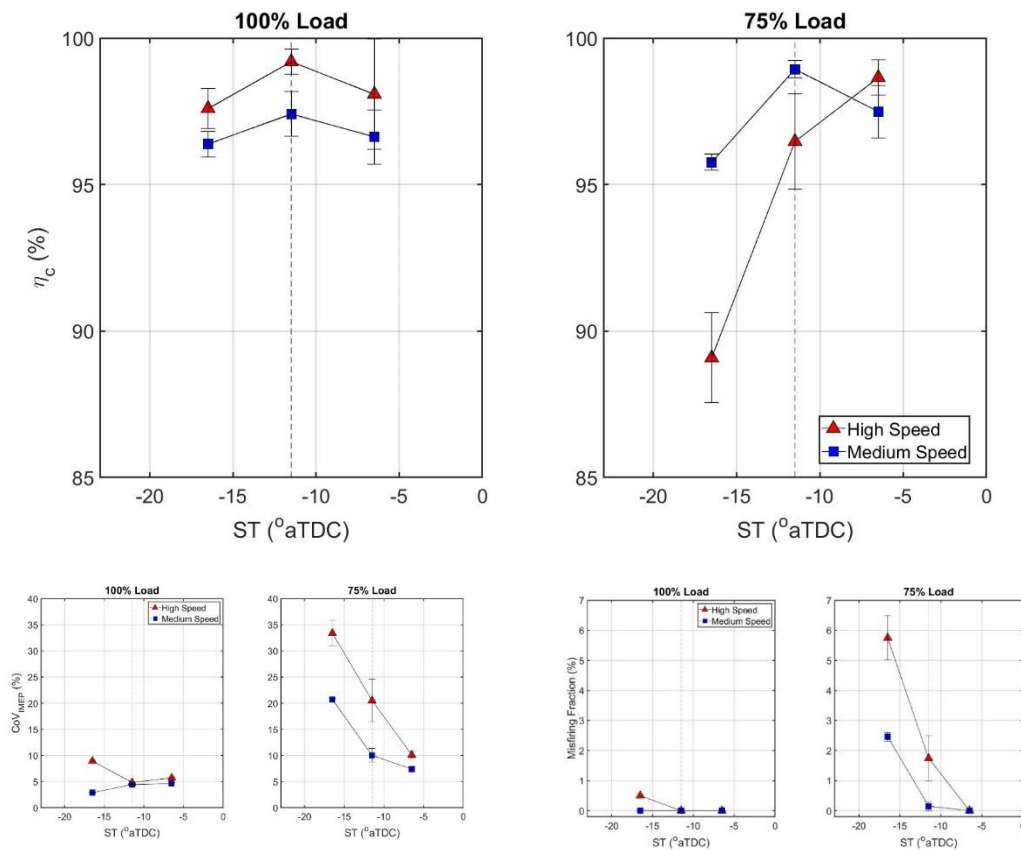 100% Load
75% Load
100
95
90
85
η_c (%)
-20 -15 -10 -5 0
ST (°aTDC)
100
95
90
85
High Speed
Medium Speed
-20 -15 -10 -5 0
ST (°aTDC)
100% Load
40
35
30
25
20
15
10
5
0
CoV_IMEP (%)
High Speed
Medium Speed
-20 -15 -10 -5 0
ST (°aTDC)
75% Load
40
35
30
25
20
15
10
5
0
-20 -15 -10 -5 0
ST (°aTDC)
100% Load
7
6
5
4
3
2
1
0
Misfiring Fraction (%)
High Speed
Medium Speed
-20 -15 -10 -5 0
ST (°aTDC)
75% Load
7
6
5
4
3
2
1
0
-20 -15 -10 -5 0
ST (°aTDC)